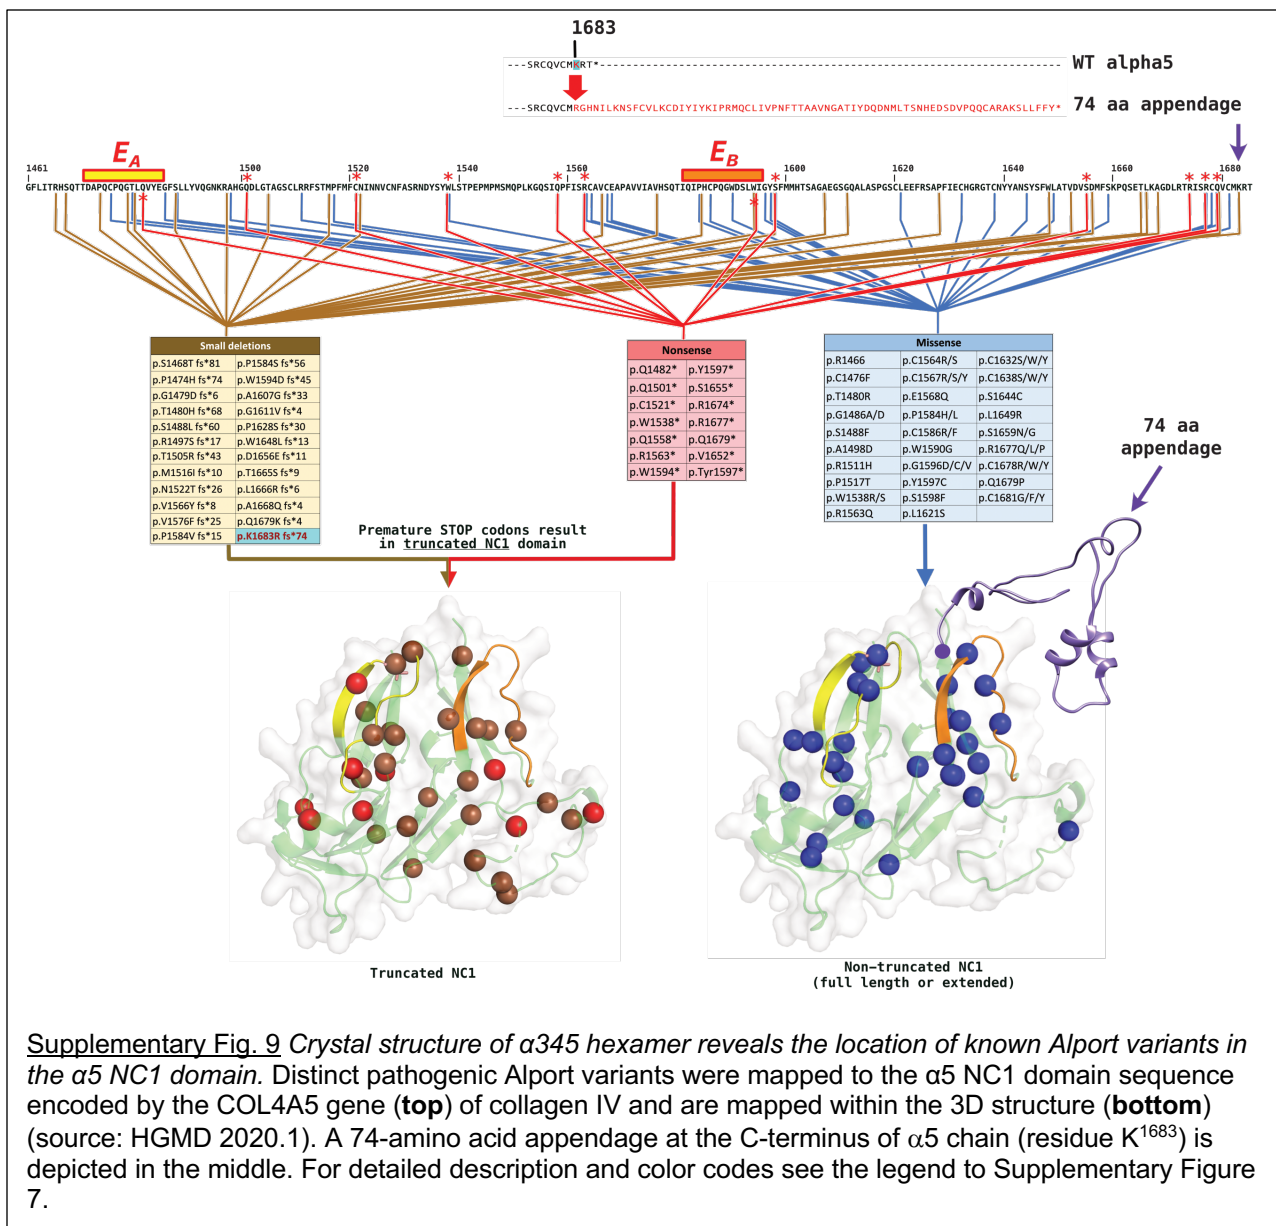 1683
---SRCQVCMKRT*---
WT alpha5
---SRCQVCMRGHNILKNSFCVLKCDIYIYKIPRMQCLIVPNFTTAAVNGATIYDQDNMLTSNHEDSDVPQQCARAKSLLFFY*
74 aa appendage
E_A
E_B
1461 1500 1520 1540 1560 1600 1620 1640 1660 1680
GFLITRHSQTTDAPQCPQGTLQVYEGFSLLYVQGNKRAHGQDLGTAGSCLRRFSTMPFMFCNINNVCNFASRNDYSYWLSTPEPMPMSMQPLKGQSIQPFISRCAVCEAPAVVIAVHSQTIQIPHCPQGWDSLWIGYSFMMHTSAGAEGSGQALASPGSCLEEFRSAPFIECHGRGTCNYYANSYSFWLATVDVSDMFSKPQSETLKAGDLRTRISRCQVCMKRT
Small deletions
p.S1468T fs*81 p.P1584S fs*56
p.P1474H fs*74 p.W1594D fs*45
p.G1479D fs*6 p.A1607G fs*33
p.T1480H fs*68 p.G1611V fs*4
p.S1488L fs*60 p.P1628S fs*30
p.R1497S fs*17 p.W1648L fs*13
p.T1505R fs*43 p.D1656E fs*11
p.M1516I fs*10 p.T1665S fs*9
p.N1522T fs*26 p.L1666R fs*6
p.V1566Y fs*8 p.A1668Q fs*4
p.V1576F fs*25 p.Q1679K fs*4
p.P1584V fs*15 p.K1683R fs*74
Nonsense
p.Q1482* p.Y1597*
p.Q1501* p.S1655*
p.C1521* p.R1674*
p.W1538* p.R1677*
p.Q1558* p.Q1679*
p.R1563* p.V1652*
p.W1594* p.Tyr1597*
Missense
p.R1466 p.C1564R/S p.C1632S/W/Y
p.C1476F p.C1567R/S/Y p.C1638S/W/Y
p.T1480R p.E1568Q p.S1644C
p.G1486A/D p.P1584H/L p.L1649R
p.S1488F p.C1586R/F p.S1659N/G
p.A1498D p.W1590G p.R1677Q/L/P
p.R1511H p.G1596D/C/V p.C1678R/W/Y
p.P1517T p.Y1597C p.Q1679P
p.W1538R/S p.S1598F p.C1681G/F/Y
p.R1563Q p.L1621S
74 aa
appendage
Premature STOP codons result
in truncated NC1 domain
Truncated NC1
Non-truncated NC1
(full length or extended)
Supplementary Fig. 9 Crystal structure of α345 hexamer reveals the location of known Alport variants in
the α5 NC1 domain. Distinct pathogenic Alport variants were mapped to the α5 NC1 domain sequence
encoded by the COL4A5 gene (top) of collagen IV and are mapped within the 3D structure (bottom)
(source: HGMD 2020.1). A 74-amino acid appendage at the C-terminus of α5 chain (residue K1683) is
depicted in the middle. For detailed description and color codes see the legend to Supplementary Figure
7.